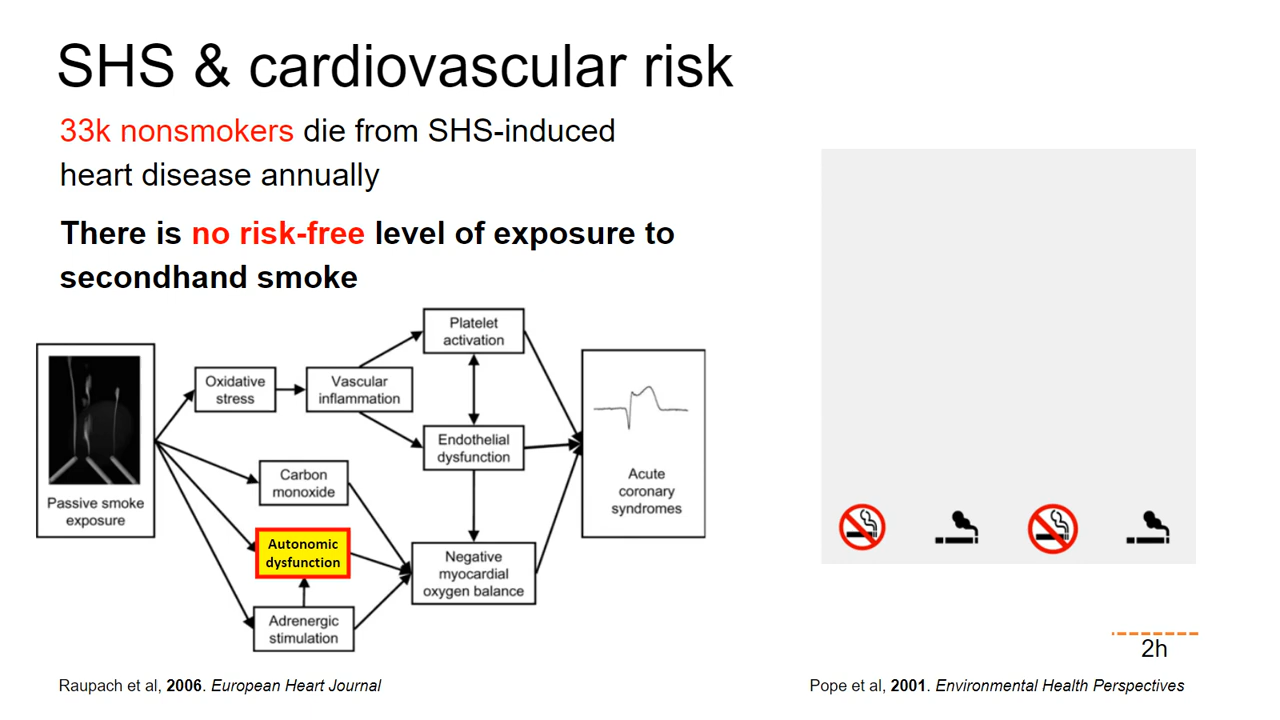 SHS & cardiovascular risk
33k nonsmokers die from SHS-induced
heart disease annually
There is no risk-free level of exposure to
secondhand smoke
Passive smoke
exposure
Oxidative
stress
Vascular
inflammation
Platelet
activation
Endothelial
dysfunction
Carbon
monoxide
Autonomic
dysfunction
Adrenergic
stimulation
Negative
myocardial
oxygen balance
Acute
coronary
syndromes
2h
Raupach et al, 2006. European Heart Journal
Pope et al, 2001. Environmental Health Perspectives